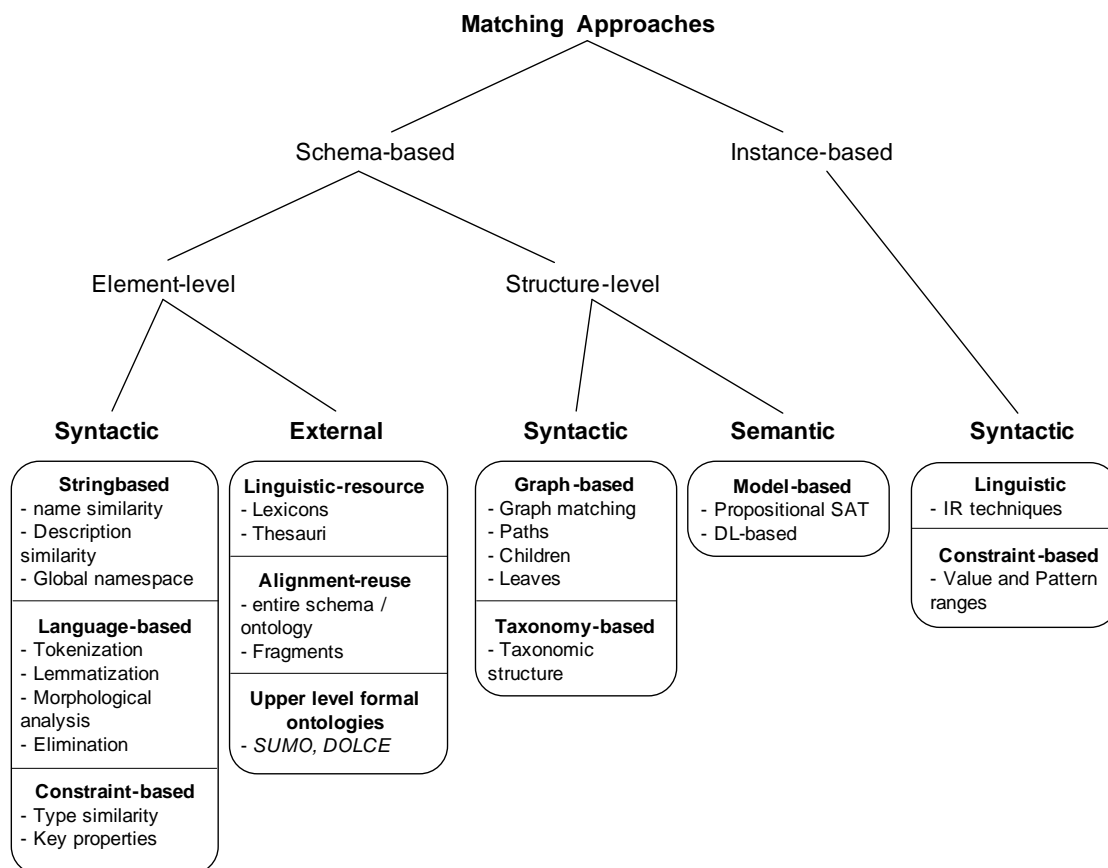 Matching Approaches
Schema-based
Instance-based
Element-level
Structure-level
Syntactic
External
Syntactic
Semantic
Syntactic
Stringbased
- name similarity
- Description
similarity
- Global namespace
Language-based
- Tokenization
- Lemmatization
- Morphological
analysis
- Elimination
Constraint-based
- Type similarity
- Key properties
Linguistic-resource
- Lexicons
- Thesauri
Alignment-reuse
- entire schema /
ontology
- Fragments
Upper level formal
ontologies
- SUMO, DOLCE
Graph-based
- Graph matching
- Paths
- Children
- Leaves
Taxonomy-based
- Taxonomic
structure
Model-based
- Propositional SAT
- DL-based
Linguistic
- IR techniques
Constraint-based
- Value and Pattern
ranges